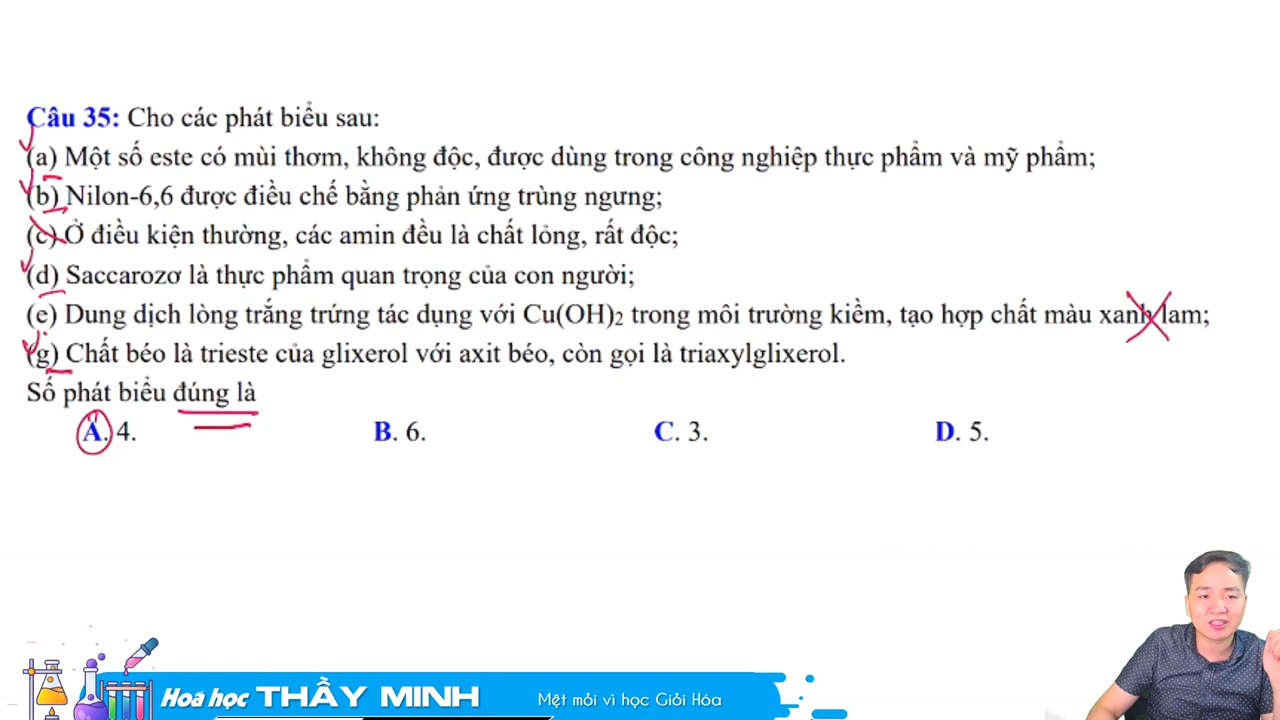 Câu 35: Cho các phát biểu sau:
(a) Một số este có mùi thơm, không độc, được dùng trong công nghiệp thực phẩm và mỹ phẩm;
(b) Nilon-6,6 được điều chế bằng phản ứng trùng ngưng;
(c) Ở điều kiện thường, các amin đều là chất lỏng, rất độc;
(d) Saccarozơ là thực phẩm quan trọng của con người;
(e) Dung dịch lòng trắng trứng tác dụng với Cu(OH)2 trong môi trường kiềm, tạo hợp chất màu xanh lam;
(g) Chất béo là trieste của glixerol với axit béo, còn gọi là triaxylglixerol.
Số phát biểu đúng là
A. 4. B. 6. C. 3. D. 5.
Hoá học THẦY MINH Mệt mỏi vì học Giỏi Hóa